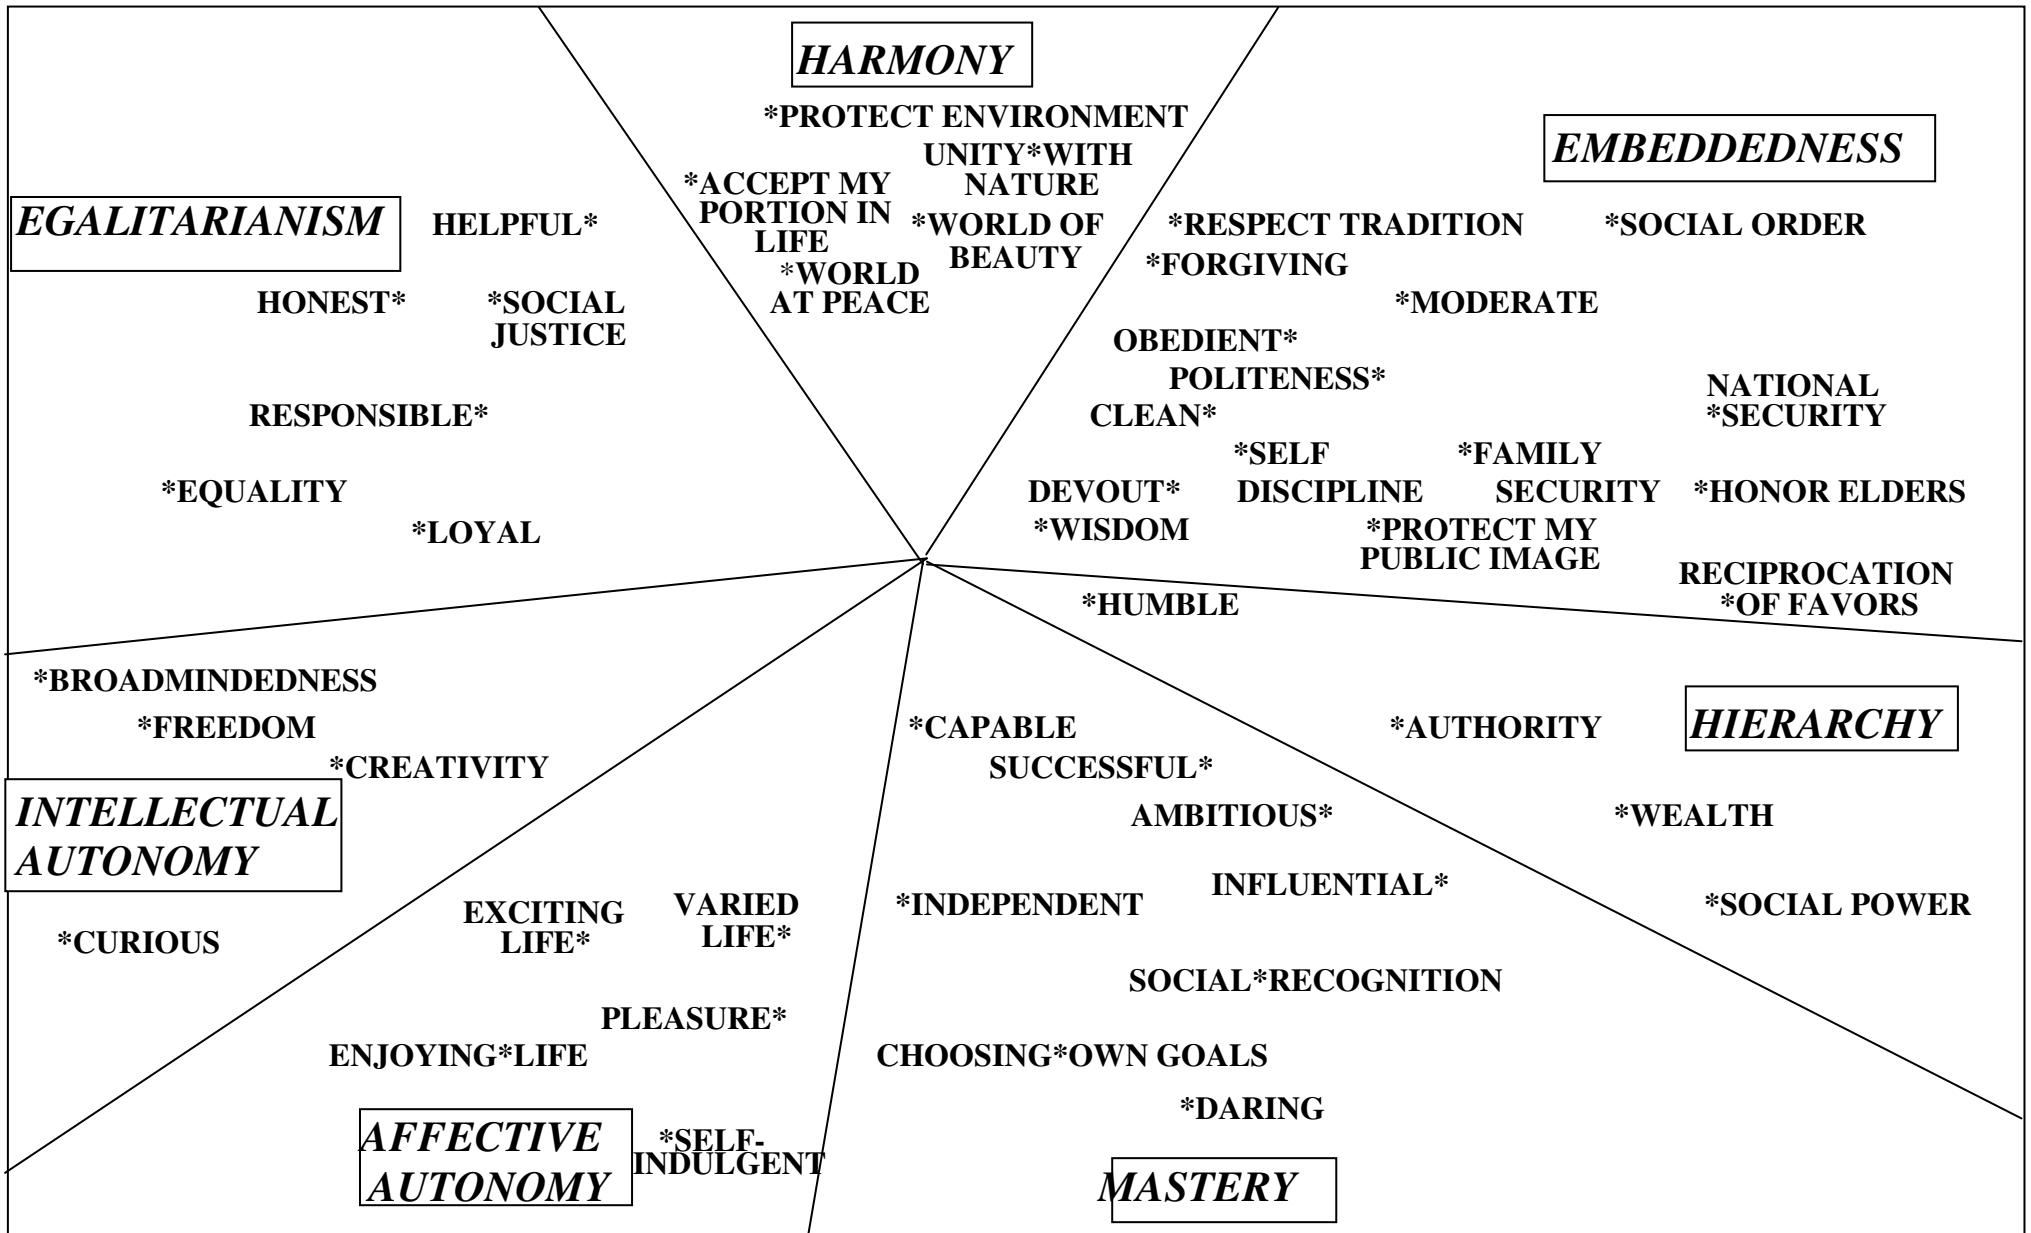 HARMONY
*PROTECT ENVIRONMENT
UNITY*WITH
NATURE
*ACCEPT MY
PORTION IN
LIFE
*WORLD OF
BEAUTY
*WORLD
AT PEACE
EMBEDDEDNESS
*RESPECT TRADITION
*SOCIAL ORDER
*FORGIVING
*MODERATE
OBEDIENT*
POLITENESS*
NATIONAL
*SECURITY
CLEAN*
*SELF
DISCIPLINE
*FAMILY
SECURITY
*HONOR ELDERS
DEVOUT*
*WISDOM
*PROTECT MY
PUBLIC IMAGE
RECIPROCATION
*OF FAVORS
EGALITARIANISM
HELPFUL*
HONEST*
*SOCIAL
JUSTICE
RESPONSIBLE*
*EQUALITY
*LOYAL
*HUMBLE
*BROADMINDEDNESS
*FREEDOM
*CREATIVITY
INTELLECTUAL
AUTONOMY
*CURIOUS
EXCITING
LIFE*
VARIED
LIFE*
PLEASURE*
ENJOYING*LIFE
AFFECTIVE
AUTONOMY
*SELF-
INDULGENT
*CAPABLE
SUCCESSFUL*
AMBITIOUS*
INFLUENTIAL*
*INDEPENDENT
SOCIAL*RECOGNITION
CHOOSING*OWN GOALS
*DARING
MASTERY
*AUTHORITY
HIERARCHY
*WEALTH
*SOCIAL POWER